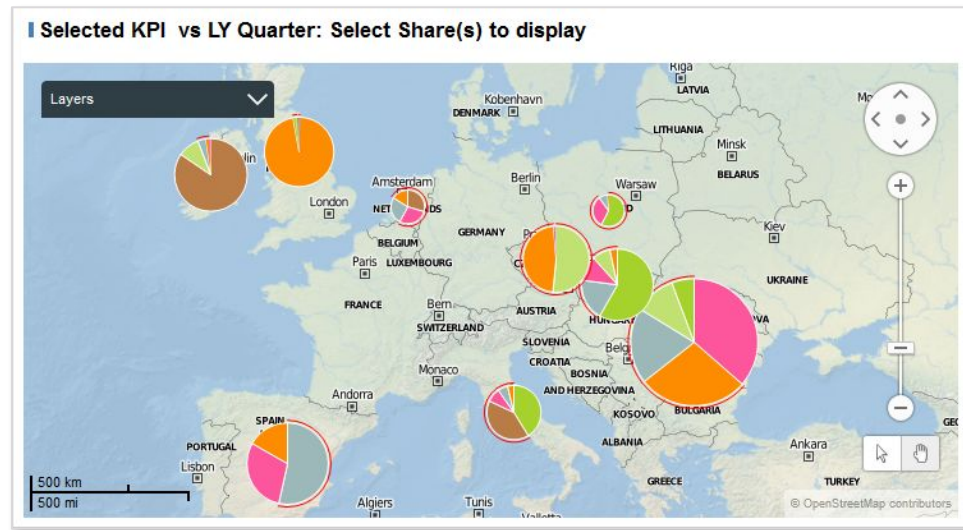 Selected KPI vs LY Quarter: Select Share(s) to display
Layers
Riga
LATVIA
Kobenhavn
DENMARK
LITHUANIA
Minsk
BELARUS
Berlin
Warsaw
Amsterdam
London
GERMANY
Kiev
BELGIUM
Paris
LUXEMBOURG
UKRAINE
FRANCE
Bern
AUSTRIA
SWITZERLAND
SLOVENIA
CROATIA
Monaco
BOSNIA
AND HERZEGOVINA
Andorra
KOSOVO
BULGARIA
SPAIN
PORTUGAL
ALBANIA
Ankara
Lisbon
GREECE
TURKEY
500 km
500 mi
Algiers
Tunis
Valletta
© OpenStreetMap contributors